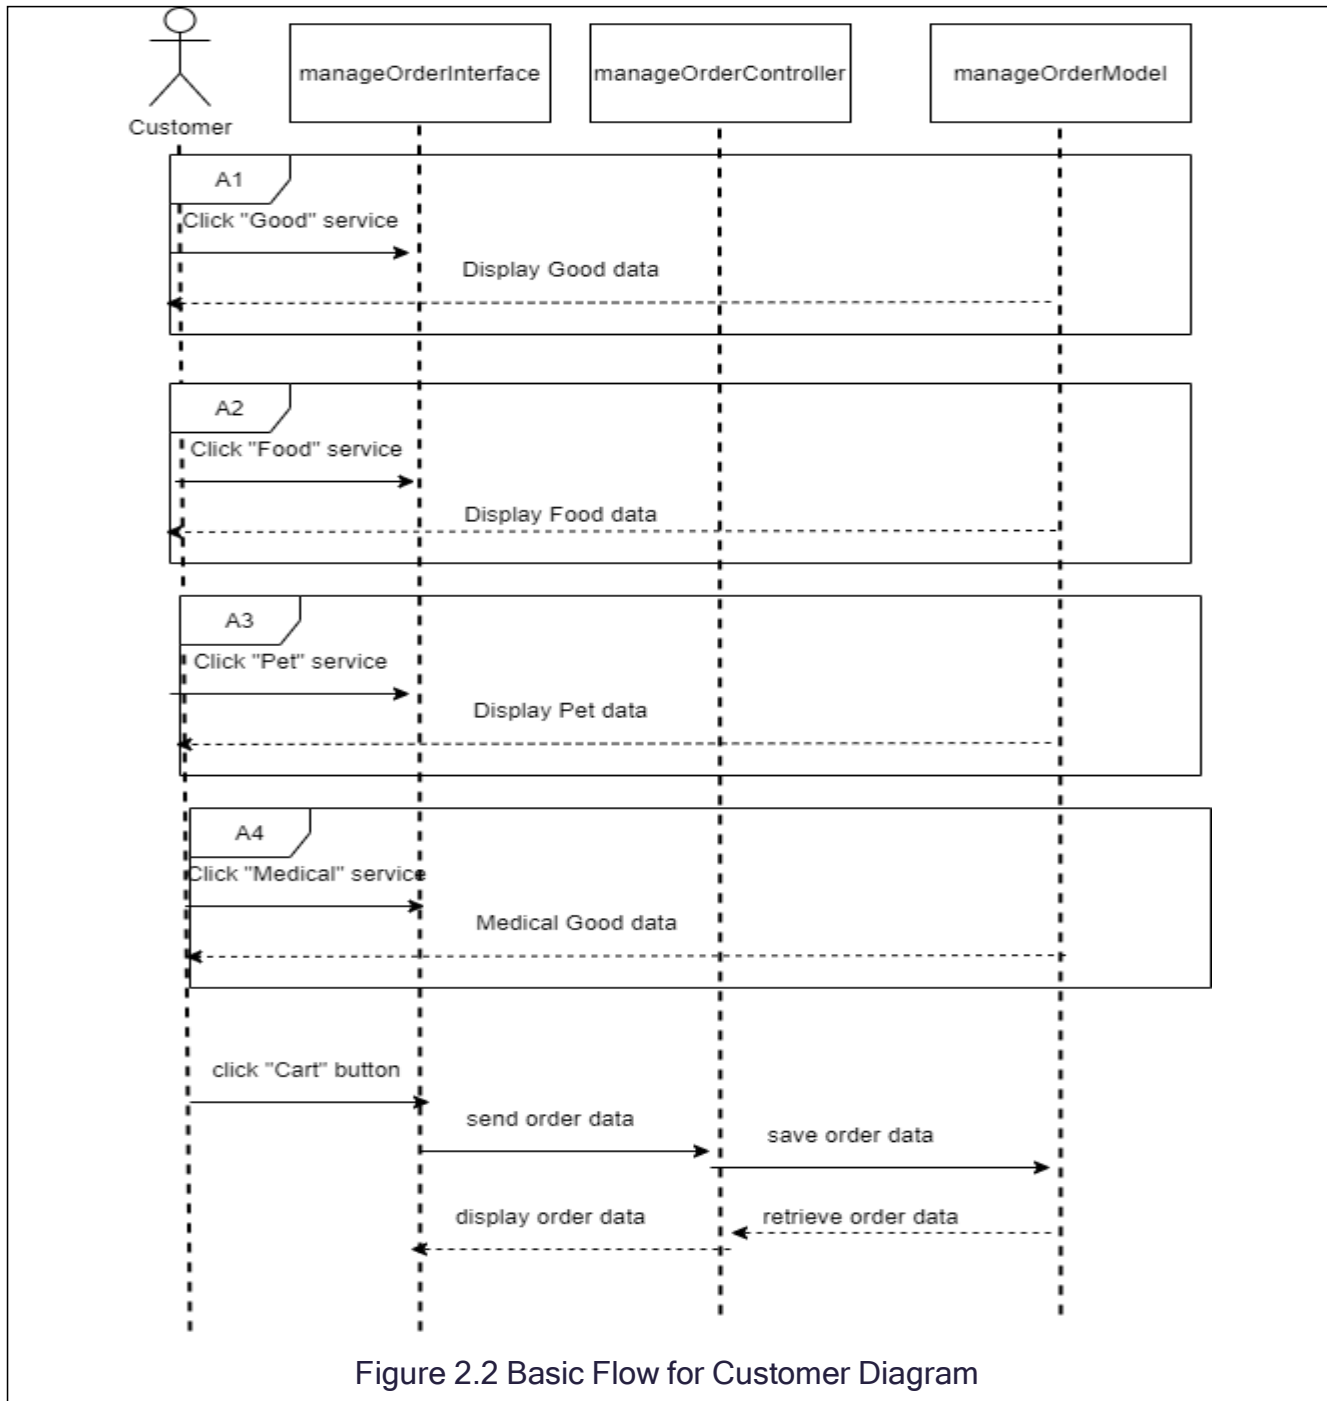 manageOrderInterface
manageOrderController
manageOrderModel
Customer
A1
Click "Good" service
Display Good data
A2
Click "Food" service
Display Food data
A3
Click "Pet" service
Display Pet data
A4
Click "Medical" service
Medical Good data
click "Cart" button
send order data
save order data
display order data
retrieve order data
Figure 2.2 Basic Flow for Customer Diagram